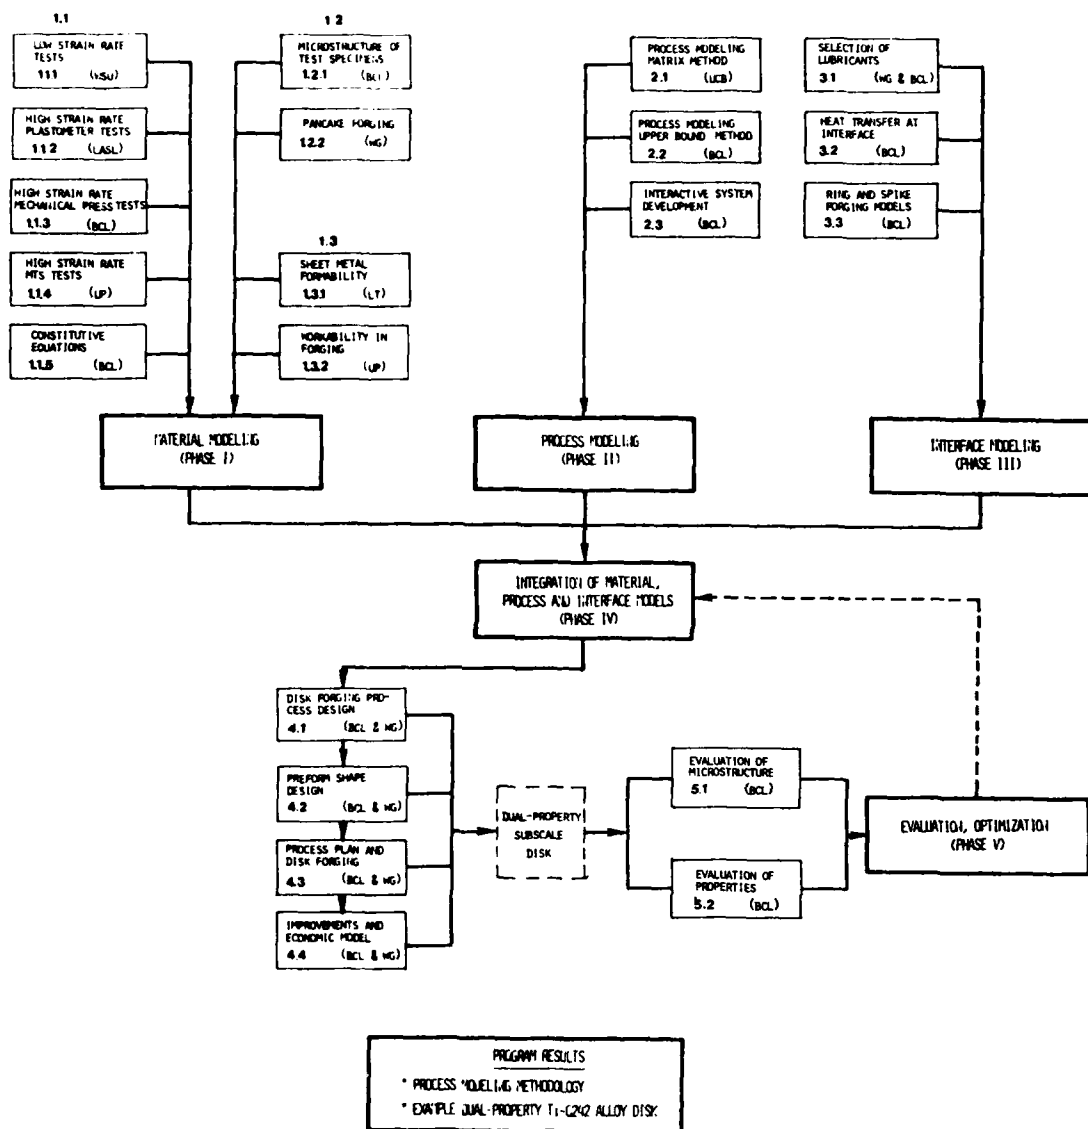 1.1
LOW STRAIN RATE
TESTS
1.1.1 (KSU)
HIGH STRAIN RATE
PLASTOMETER TESTS
1.1.2 (LASL)
HIGH STRAIN RATE
MECHANICAL PRESS TESTS
1.1.3 (BCL)
HIGH STRAIN RATE
MTS TESTS
1.1.4 (UP)
CONSTITUTIVE
EQUATIONS
1.1.5 (BCL)
1.2
MICROSTRUCTURE OF
TEST SPECIMENS
1.2.1 (BCL)
PANCAKE FORGING
1.2.2 (WG)
1.3
SHEET METAL
FORMABILITY
1.3.1 (LT)
WORKABILITY IN
FORGING
1.3.2 (UP)
PROCESS MODELING
MATRIX METHOD
2.1 (UCB)
PROCESS MODELING
UPPER BOUND METHOD
2.2 (BCL)
INTERACTIVE SYSTEM
DEVELOPMENT
2.3 (BCL)
SELECTION OF
LUBRICANTS
3.1 (WG & BCL)
HEAT TRANSFER AT
INTERFACE
3.2 (BCL)
RING AND SPIKE
FORGING MODELS
3.3 (BCL)
MATERIAL MODELING
(PHASE I)
PROCESS MODELING
(PHASE II)
INTERFACE MODELING
(PHASE III)
INTEGRATION OF MATERIAL,
PROCESS AND INTERFACE MODELS
(PHASE IV)
DISK FORGING PRO-
CESS DESIGN
4.1 (BCL & WG)
PREFORM SHAPE
DESIGN
4.2 (BCL & WG)
PROCESS PLAN AND
DISK FORGING
4.3 (BCL & WG)
IMPROVEMENTS AND
ECONOMIC MODEL
4.4 (BCL & WG)
DUAL-PROPERTY
SUBSCALE
DISK
EVALUATION OF
MICROSTRUCTURE
5.1 (BCL)
EVALUATION OF
PROPERTIES
5.2 (BCL)
EVALUATION, OPTIMIZATION
(PHASE V)
PROGRAM RESULTS
* PROCESS MODELING METHODOLOGY
* EXAMPLE DUAL-PROPERTY TI-6242 ALLOY DISK